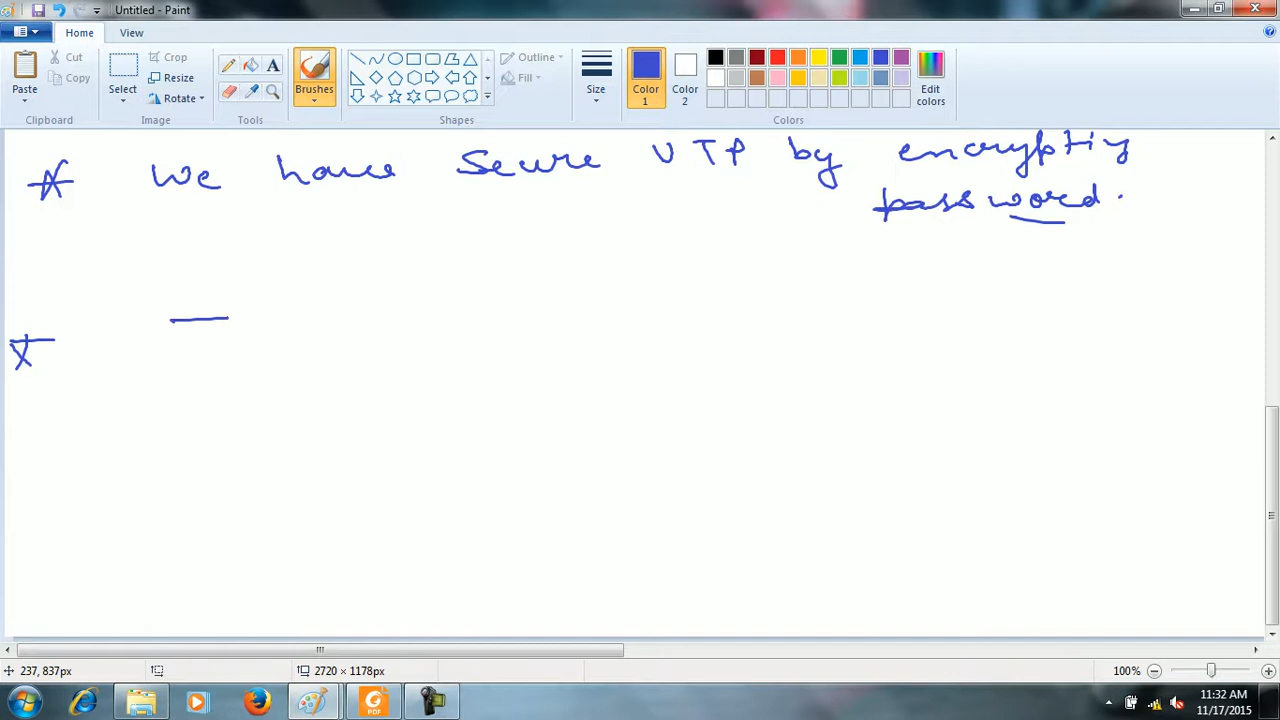 Untitled - Paint
Home View
Paste
Cut
Copy
Clipboard
Select
Crop
Resize
Rotate
Image
Tools
Brushes
Shapes
Outline
Fill
Size
Color 1
Color 2
Edit colors
Colors
We have secure VTP by encrypting
password.
237, 837px
2720 × 1178px
100%
PDF
11:32 AM
11/17/2015